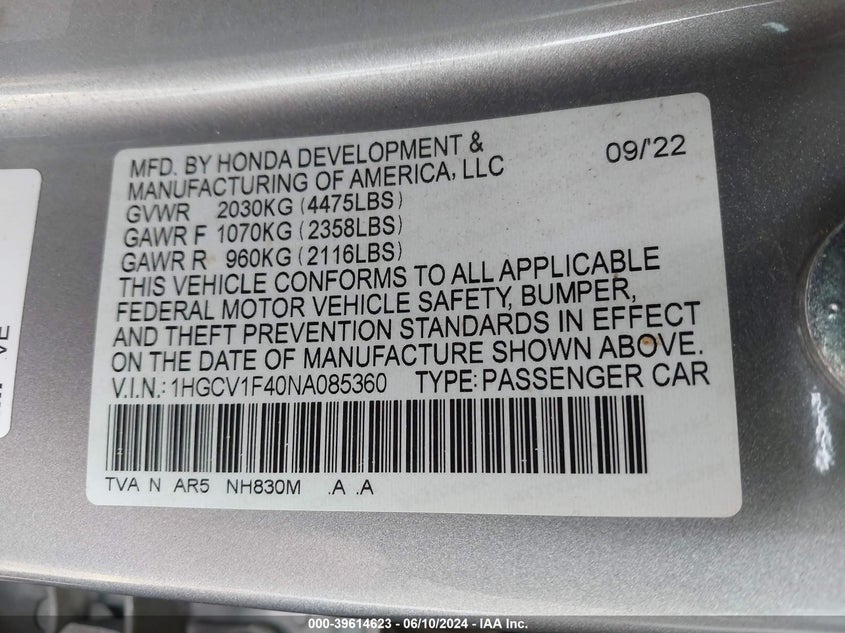 MFD. BY HONDA DEVELOPMENT &
MANUFACTURING OF AMERICA, LLC
09/'22
GVWR 2030KG (4475LBS)
GAWR F 1070KG (2358LBS)
GAWR R 960KG (2116LBS)
THIS VEHICLE CONFORMS TO ALL APPLICABLE
FEDERAL MOTOR VEHICLE SAFETY, BUMPER,
AND THEFT PREVENTION STANDARDS IN EFFECT
ON THE DATE OF MANUFACTURE SHOWN ABOVE.
V.I.N.: 1HGCV1F40NA085360 TYPE: PASSENGER CAR
TVA N AR5 NH830M .A .A
VE
000-39614623 - 06/10/2024 - IAA Inc.